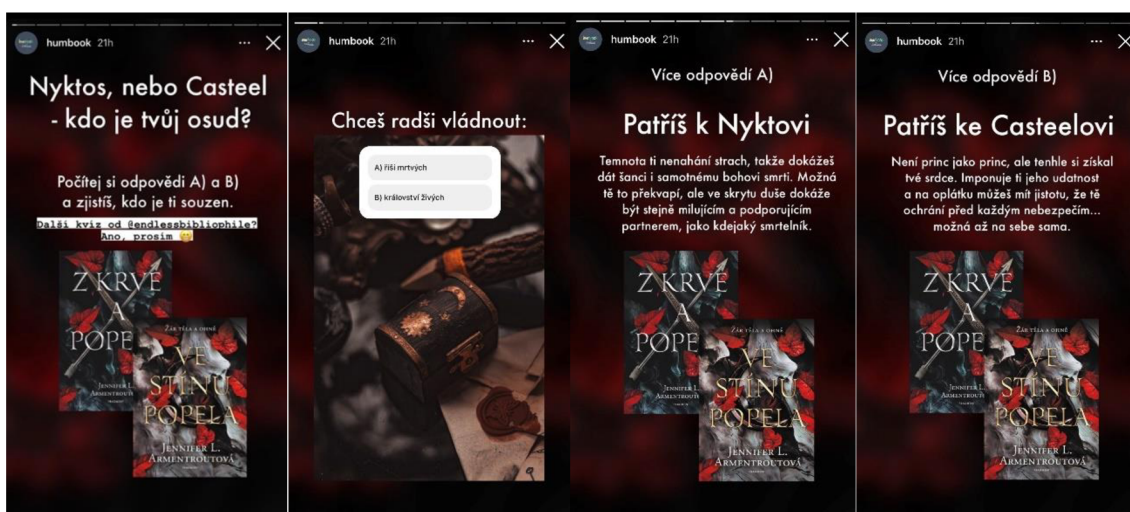 humbook 21h
Nyktos, nebo Casteel
- kdo je tvůj osud?
Počítej si odpovědi A) a B)
a zjistíš, kdo je ti souzen.
Další kvíz od @endlessbibliophile?
Ano, prosím
Z KRVE
A
POPE
JENNIFER L.
ŽÁR TĚLA A OHNĚ
VE
STÍNU
POPELA
JENNIFER L.
ARMENTROUTOVÁ
humbook 21h
Chceš radši vládnout:
A) říši mrtvých
B) království živých
humbook 21h
Více odpovědí A)
Patříš k Nyktovi
Temnota ti nenahání strach, takže dokážeš
dát šanci i samotnému bohovi smrti. Možná
tě to překvapí, ale ve skrytu duše dokáže
být stejně milujícím a podporujícím
partnerem, jako kdejaký smrtelník.
Z KRVE
A
POPE
JENNIFER L.
ŽÁR TĚLA A OHNĚ
VE
STÍNU
POPELA
JENNIFER L.
ARMENTROUTOVÁ
humbook 21h
Více odpovědí B)
Patříš ke Casteelovi
Není princ jako princ, ale tenhle si získal
tvé srdce. Imponuje ti jeho udatnost
a na oplátku můžeš mít jistotu, že tě
ochrání před každým nebezpečím...
možná až na sebe sama.
Z KRVE
A
POPE
JENNIFER L.
ŽÁR TĚLA A OHNĚ
VE
STÍNU
POPELA
JENNIFER L.
ARMENTROUTOVÁ